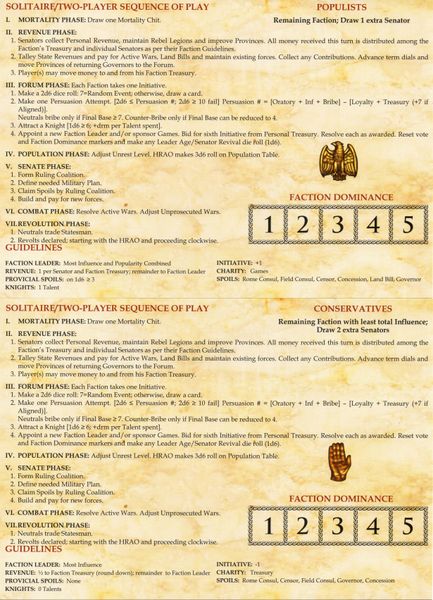 SOLITAIRE/TWO-PLAYER SEQUENCE OF PLAY
POPULISTS
Remaining Faction; Draw 1 extra Senator
I. MORTALITY PHASE: Draw one Mortality Chit.
II. REVENUE PHASE:
1. Senators collect Personal Revenue, maintain Rebel Legions and improve Provinces. All money received this turn is distributed among the
Faction's Treasury and individual Senators as per their Faction Guidelines.
2. Talley State Revenues and pay for Active Wars, Land Bills and maintain existing forces. Collect any Contributions. Advance term dials and
move Provinces of returning Governors to the Forum.
3. Player(s) may move money to and from his Faction Treasury.
III. FORUM PHASE: Each Faction takes one Initiative.
1. Make a 2d6 dice roll: 7=Random Event; otherwise, draw a card.
2. Make one Persuasion Attempt. [2d6 ≤ Persuasion #; 2d6 ≥ 10 fail] Persuasion # = [Oratory + Inf + Bribe] – [Loyalty + Treasury (+7 if
Aligned)].
Neutrals bribe only if Final Base ≥ 7. Counter-Bribe only if Final Base can be reduced to 4.
3. Attract a Knight [1d6 ≥ 6; +drm per Talent spent].
4. Appoint a new Faction Leader and/or sponsor Games. Bid for sixth Initiative from Personal Treasury. Resolve each as awarded. Reset vote
and Faction Dominance markers and make any Leader Age/Senator Revival die Foll (1d6).
IV. POPULATION PHASE: Adjust Unrest Level. HRAO makes 3d6 roll on Population Table.
V. SENATE PHASE:
1. Form Ruling Coalition.
2. Define needed Military Plan.
3. Claim Spoils by Ruling Coalition.
4. Build and pay for new forces.
VI. COMBAT PHASE: Resolve Active Wars. Adjust Unprosecuted Wars.
VII.REVOLUTION PHASE:
1. Neutrals trade Statesman.
2. Revolts declared; starting with the HRAO and proceeding clockwise.
FACTION DOMINANCE
1 2 3 4 5
GUIDELINES
FACTION LEADER: Most Influence and Popularity Combined
REVENUE: 1 per Senator and Faction Treasury; remainder to Faction Leader
PROVICIAL SPOILS: on 1d6 ≥ 3
KNIGHTS: 1 Talent
INITIATIVE: +1
CHARITY: Games
SPOILS: Rome Consul, Field Consul, Censor, Concession, Land Bill, Governor
SOLITAIRE/TWO-PLAYER SEQUENCE OF PLAY
CONSERVATIVES
Remaining Faction with least total Influence;
Draw 2 extra Senators
I. MORTALITY PHASE: Draw one Mortality Chit.
II. REVENUE PHASE:
1. Senators collect Personal Revenue, maintain Rebel Legions and improve Provinces. All money received this turn is distributed among the
Faction's Treasury and individual Senators as per their Faction Guidelines.
2. Talley State Revenues and pay for Active Wars, Land Bills and maintain existing forces. Collect any Contributions. Advance term dials and
move Provinces of returning Governors to the Forum.
3. Player(s) may move money to and from his Faction Treasury.
III. FORUM PHASE: Each Faction takes one Initiative.
1. Make a 2d6 dice roll: 7=Random Event; otherwise, draw a card.
2. Make one Persuasion Attempt. [2d6 ≤ Persuasion #; 2d6 ≥ 10 fail] Persuasion # = [Oratory + Inf + Bribe] – [Loyalty + Treasury (+7 if
Aligned)].
Neutrals bribe only if Final Base ≥ 7. Counter-Bribe only if Final Base can be reduced to 4.
3. Attract a Knight [1d6 ≥ 6; +drm per Talent spent].
4. Appoint a new Faction Leader and/or sponsor Games. Bid for sixth Initiative from Personal Treasury. Resolve each as awarded. Reset vote
and Faction Dominance markers and make any Leader Age/Senator Revival die Foll (1d6).
IV. POPULATION PHASE: Adjust Unrest Level. HRAO makes 3d6 roll on Population Table.
V. SENATE PHASE:
1. Form Ruling Coalition.
2. Define needed Military Plan.
3. Claim Spoils by Ruling Coalition.
4. Build and pay for new forces.
VI. COMBAT PHASE: Resolve Active Wars. Adjust Unprosecuted Wars.
VII.REVOLUTION PHASE:
1. Neutrals trade Statesman.
2. Revolts declared; starting with the HRAO and proceeding clockwise.
FACTION DOMINANCE
1 2 3 4 5
GUIDELINES
FACTION LEADER: Most Influence
REVENUE: ½ to Faction Treasury (round down); remainder to Faction Leader
PROVICIAL SPOILS: None
KNIGHTS: 0 Talents
INITIATIVE: -1
CHARITY: Treasury
SPOILS: Rome Consul, Censor, Field Consul, Governor, Concession